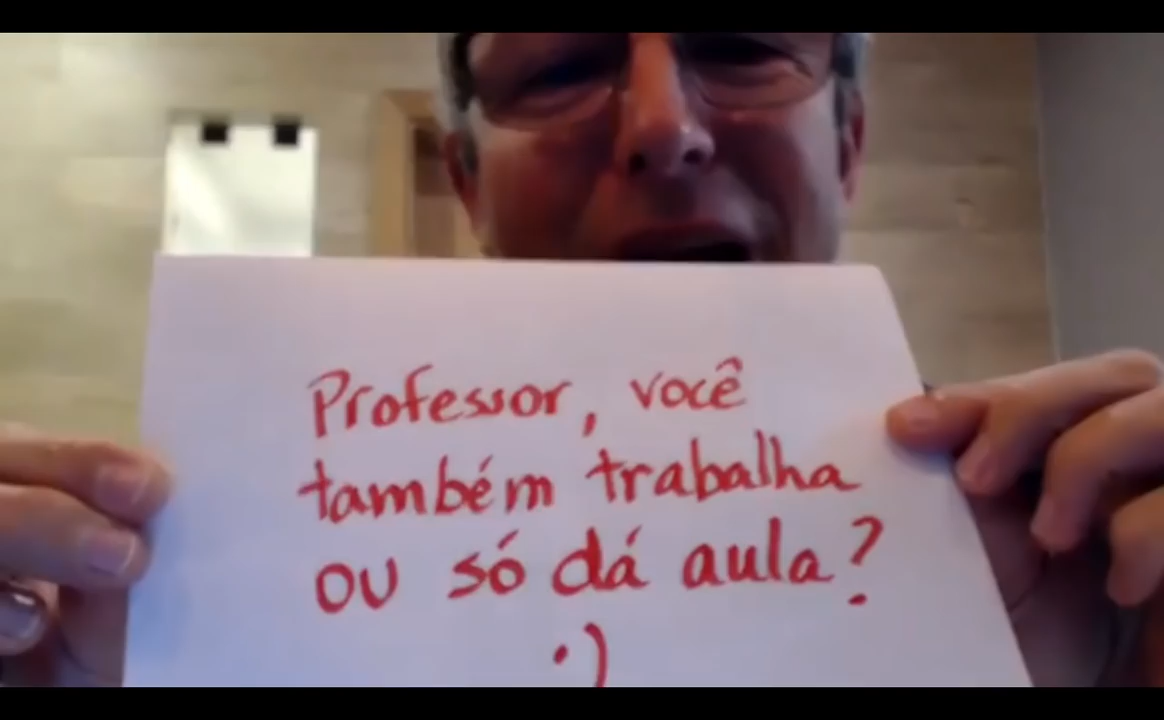 Professor, você
também trabalha
ou só dá aula?
:)